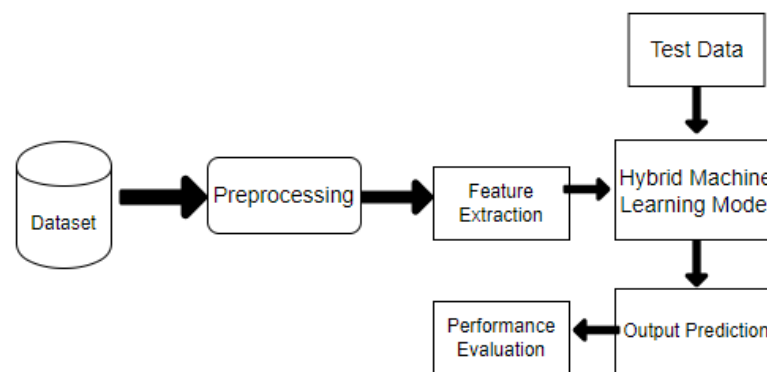 Test Data
Dataset
Preprocessing
Feature
Extraction
Hybrid Machine
Learning Mode
Output Prediction
Performance
Evaluation